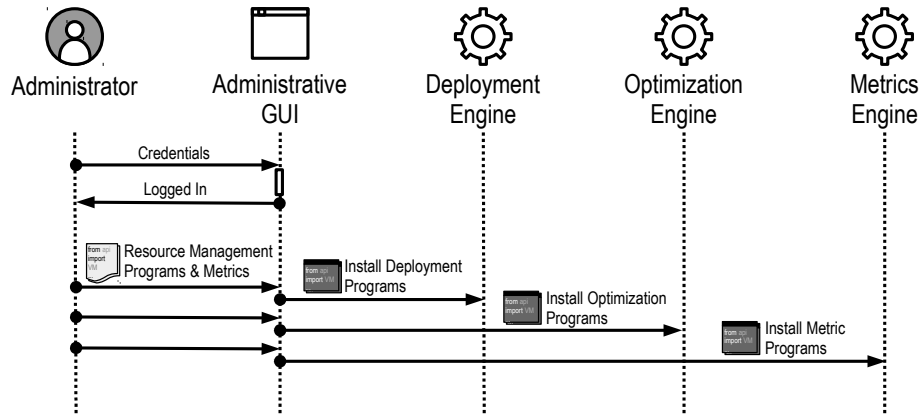 Administrator
Administrative
GUI
Deployment
Engine
Optimization
Engine
Metrics
Engine
Credentials
Logged In
from api
import
VM
Resource Management
Programs & Metrics
from api
import VM
Install Deployment
Programs
from api
import VM
Install Optimization
Programs
from api
import VM
Install Metric
Programs